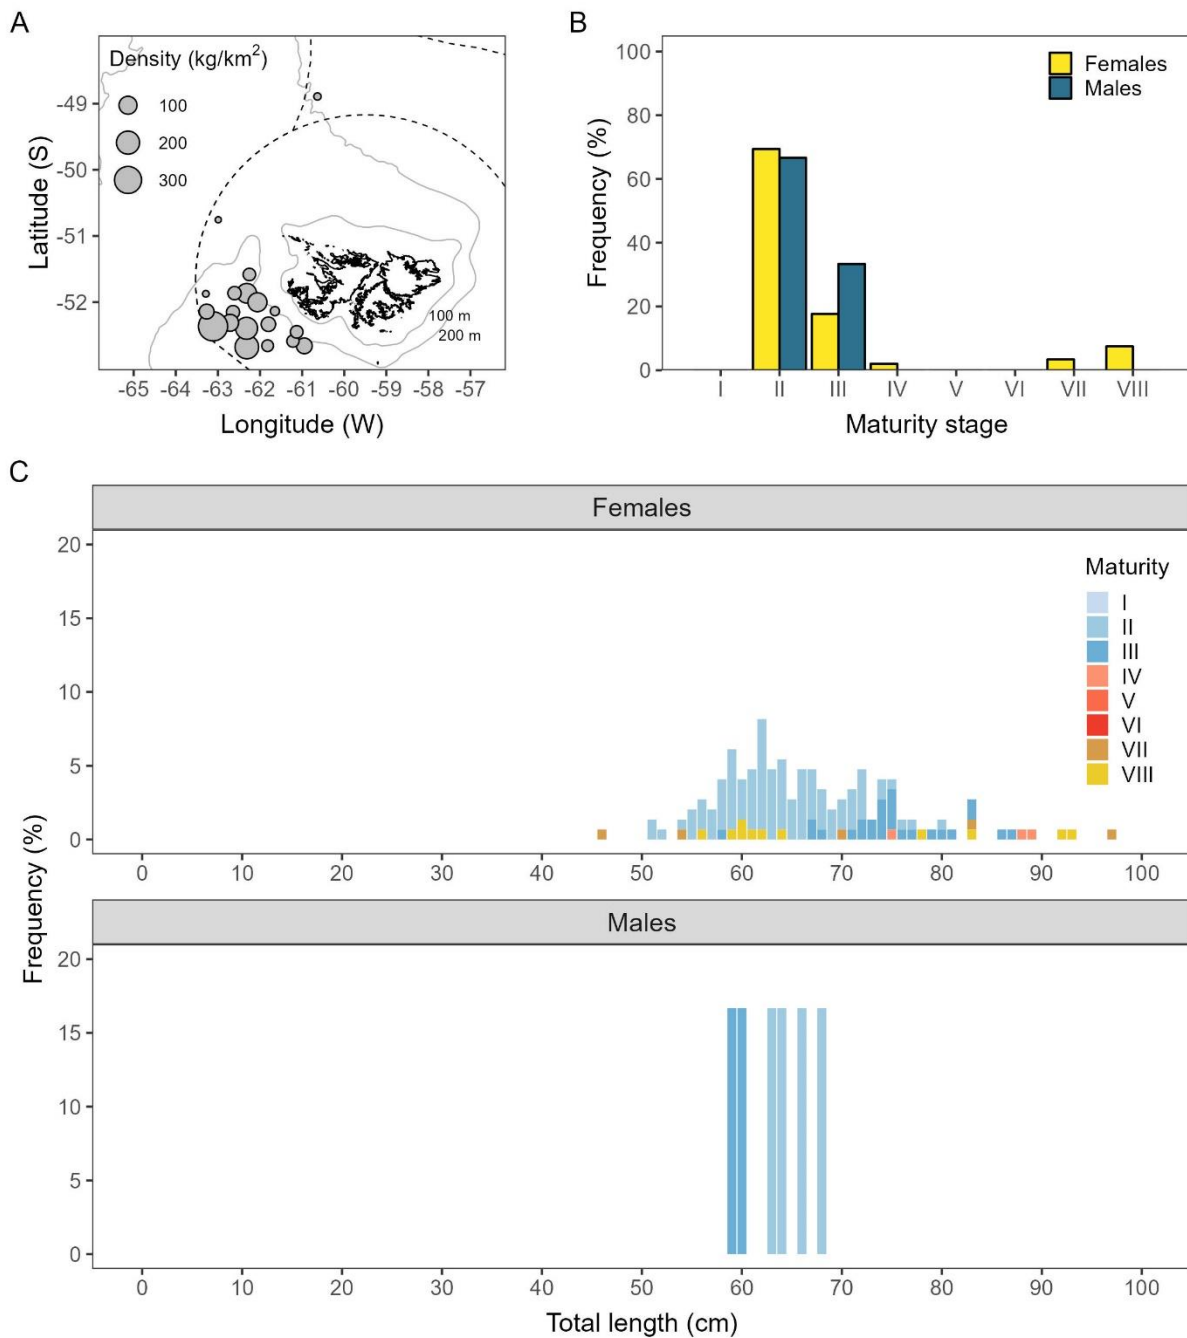 A
Density (kg/km²)
100
200
300
-49
-50
-51
-52
Latitude (S)
100 m
200 m
-65 -64 -63 -62 -61 -60 -59 -58 -57
Longitude (W)
B
Females
Males
100
80
60
40
20
0
Frequency (%)
I II III IV V VI VII VIII
Maturity stage
C
Females
20
15
10
5
0
Maturity
I
II
III
IV
V
VI
VII
VIII
0 10 20 30 40 50 60 70 80 90 100
Frequency (%)
Males
20
15
10
5
0
0 10 20 30 40 50 60 70 80 90 100
Total length (cm)